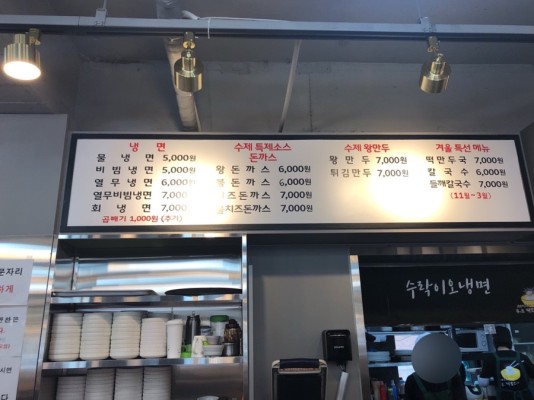 냉 면
물 냉 면 5,000원
비 빔 냉 면 5,000원
열 무 냉 면 6,000원
열무비빔냉면 7,000
회 냉 면 7,000
곱빼기 1,000원 (추가)
수제 특제소스
돈까스
왕 돈 까 스 6,000원
돈 까 스 6,000원
치즈돈까스 7,000원
치즈돈까스 7,000원
수제 왕만두
왕 만 두 7,000원
튀김만두 7,000원
겨울 특선 메뉴
떡만두국 7,000원
칼 국 수 6,000원
들깨칼국수 7,000원
(11월~3월)
수락이오냉면
문자리